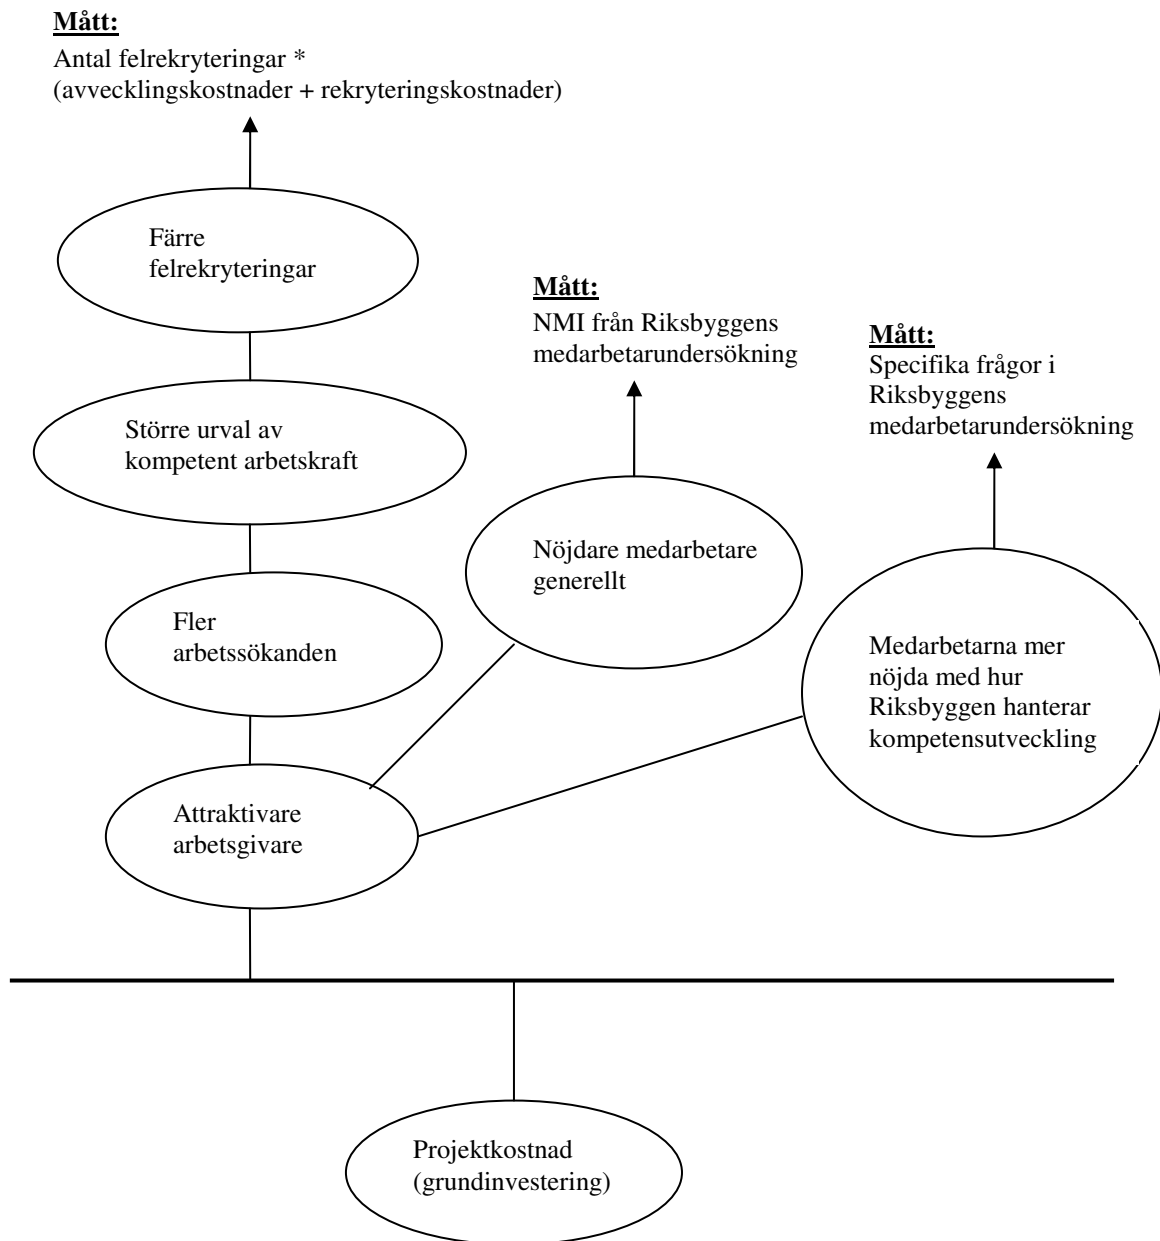 Mått:
Antal felrekryteringar *
(avvecklingskostnader + rekryteringskostnader)
Färre
felrekryteringar
Större urval av
kompetent arbetskraft
Fler
arbetssökanden
Attraktivare
arbetsgivare
Mått:
NMI från Riksbyggens
medarbetarundersökning
Nöjdare medarbetare
generellt
Mått:
Specifika frågor i
Riksbyggens
medarbetarundersökning
Medarbetarna mer
nöjda med hur
Riksbyggen hanterar
kompetensutveckling
Projektkostnad
(grundinvestering)